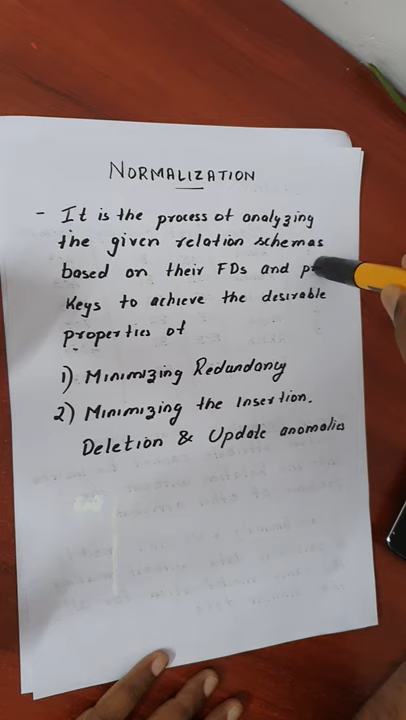 NORMALIZATION
- It is the process of analyzing
the given relation schemas
based on their FDs and
Keys to achieve the desirable
properties of
1) Minimizing Redundancy
2) Minimizing the Insertion.
Deletion & Update anomalies